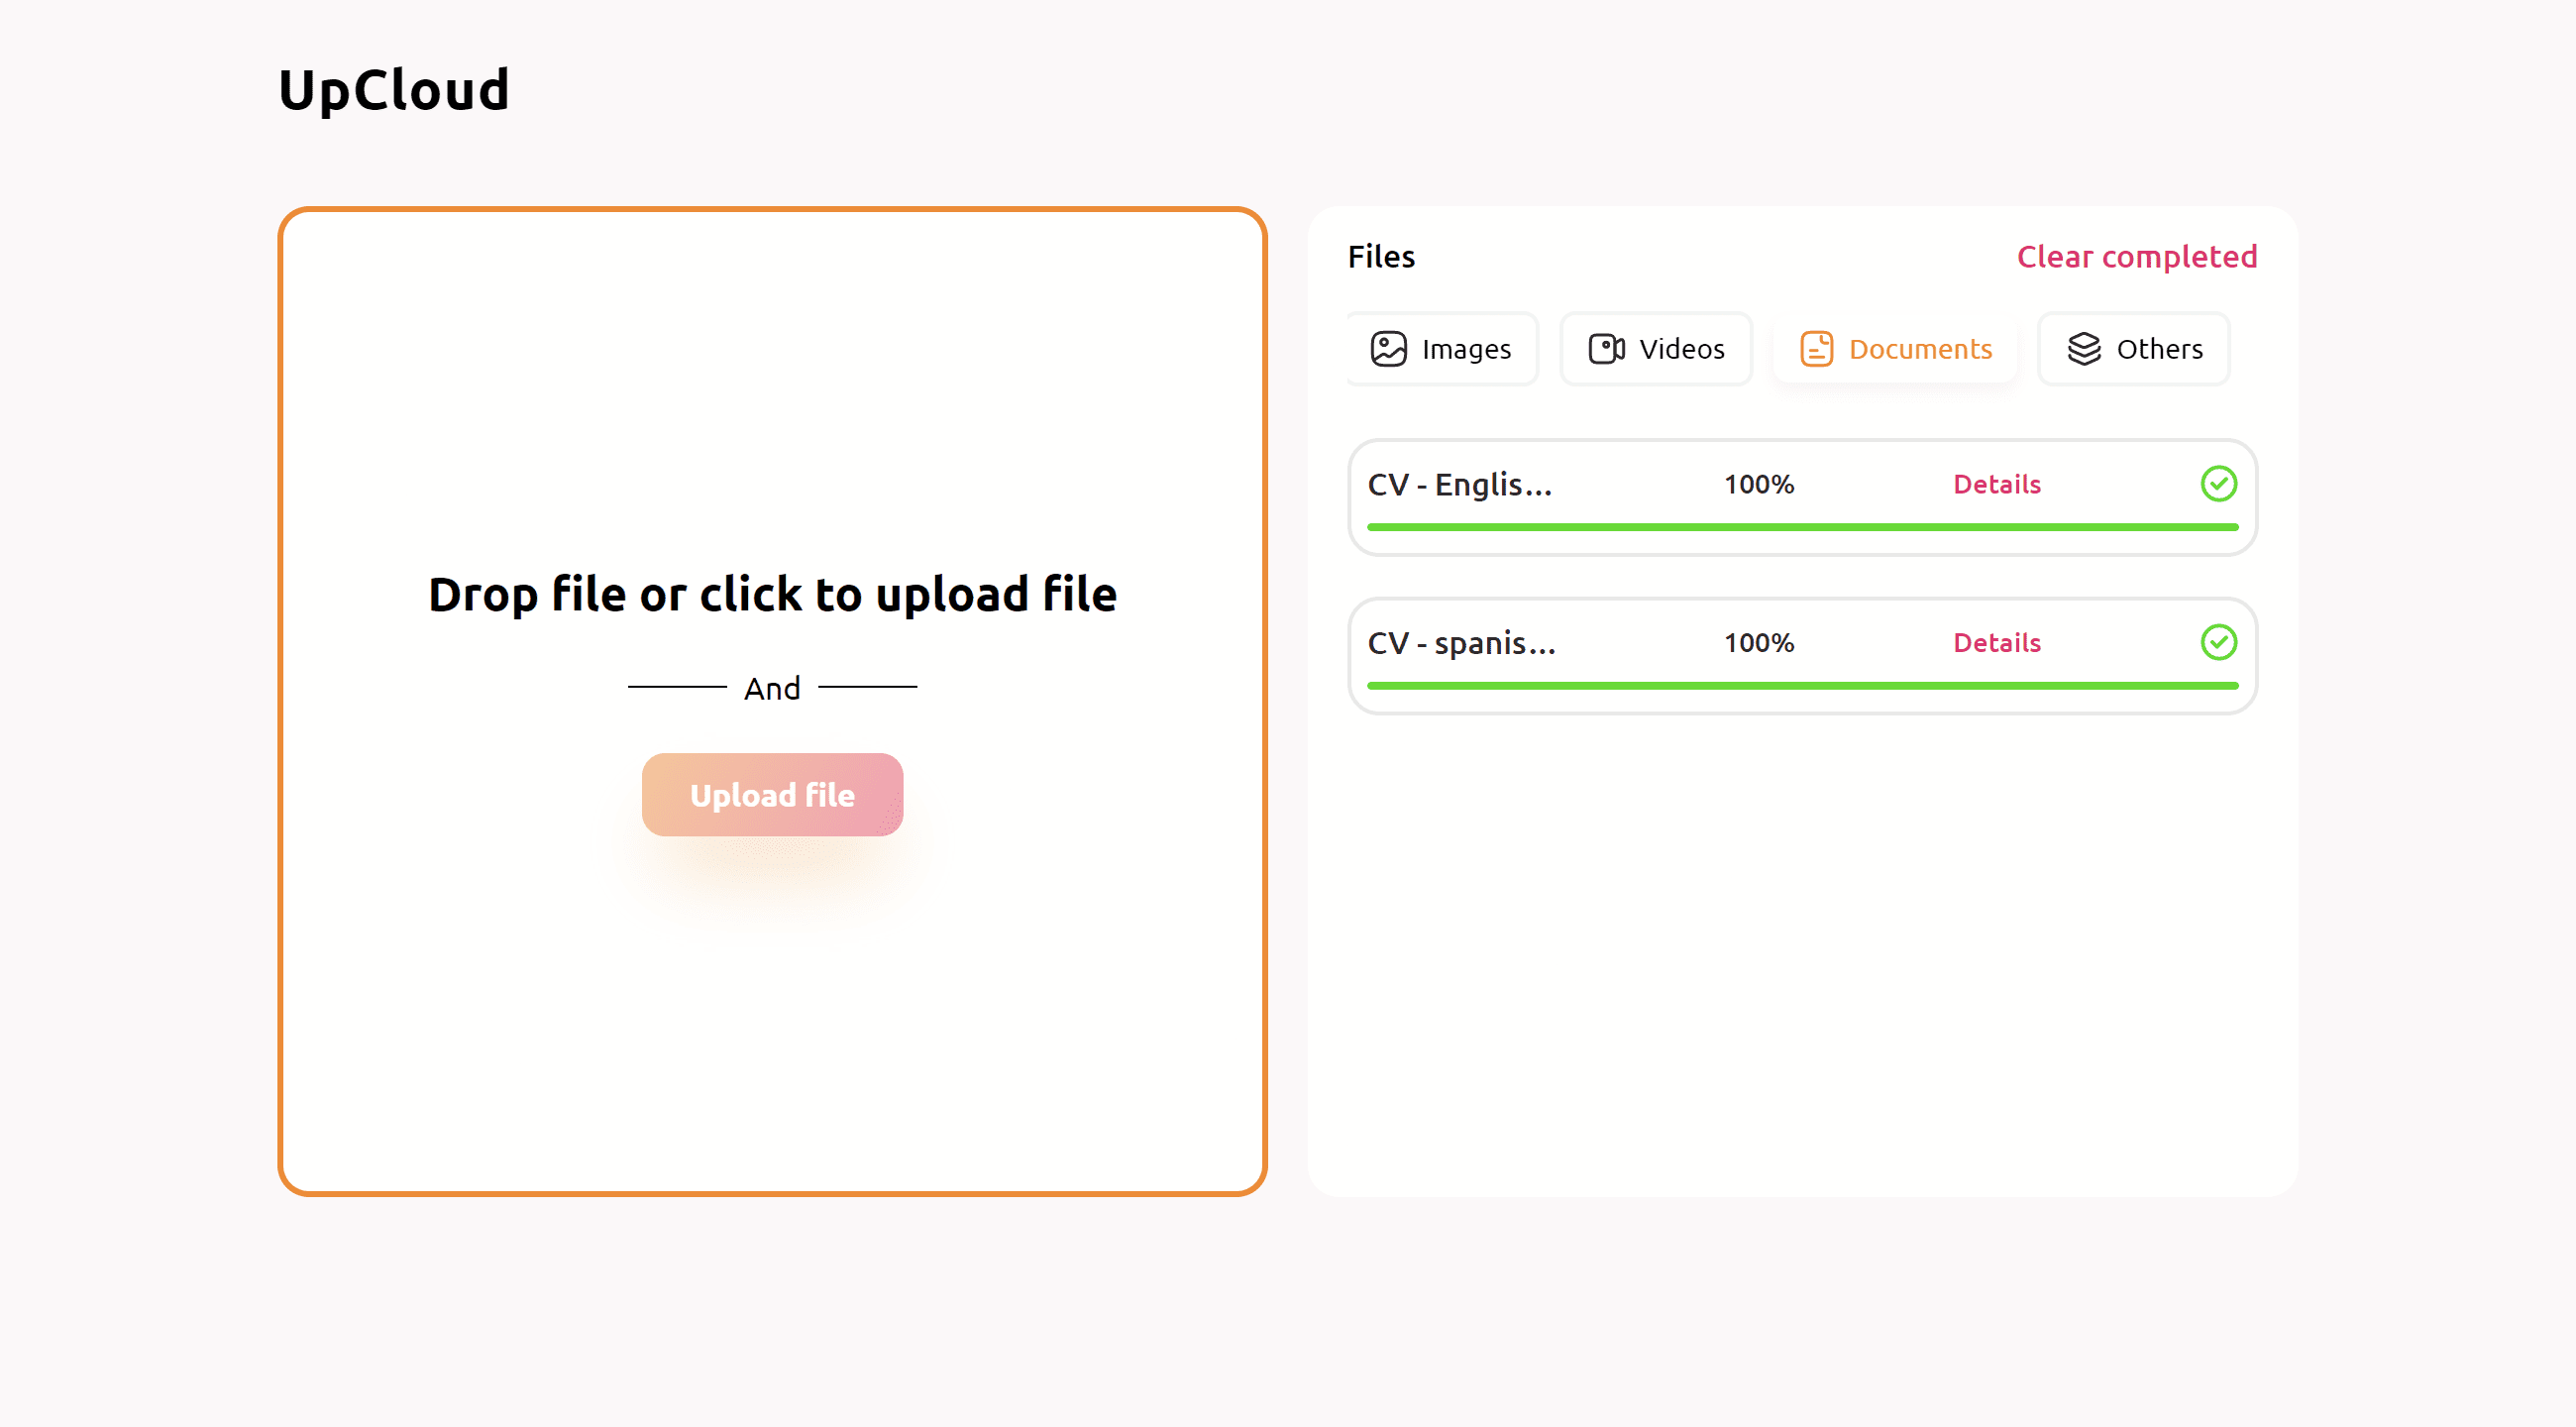 UpCloud
Drop file or click to upload file
And
Upload file
Files
Clear completed
Images
Videos
Documents
Others
CV - Englis...
100%
Details
CV - spanis...
100%
Details